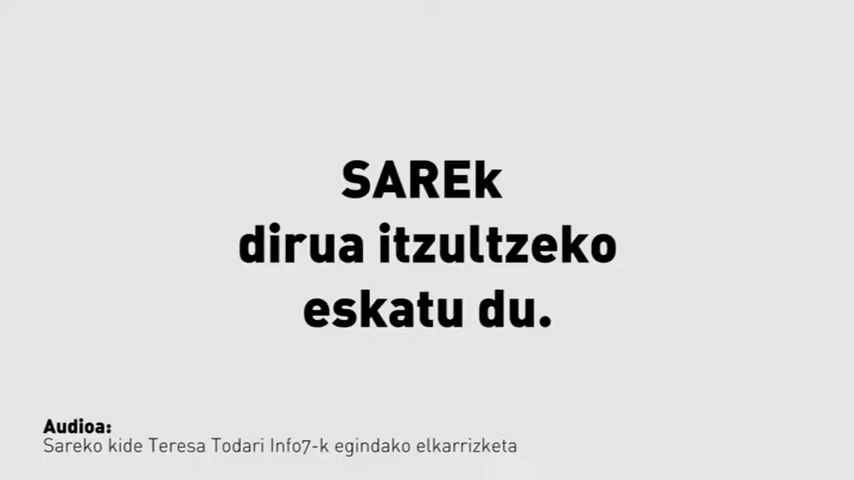 SAREk
dirua itzultzeko
eskatu du.
Audioa:
Sareko kide Teresa Todari Info7-k egindako elkarrizketa